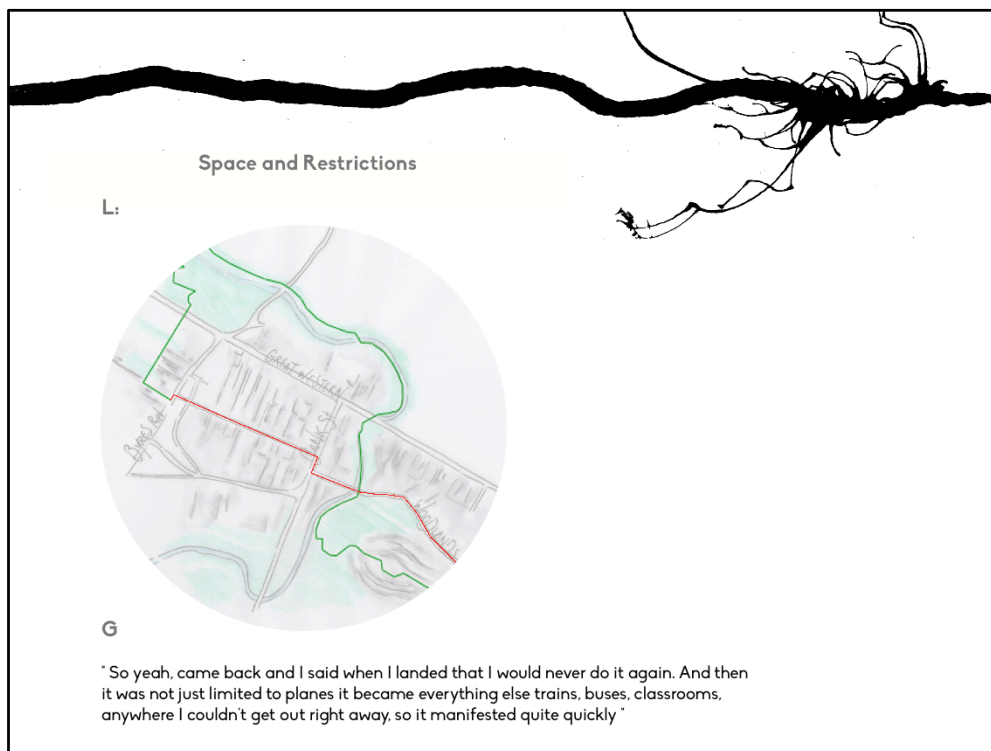 Space and Restrictions
L:
GREAT WESTERN
BANK St
BYRES Rd
WOODLANDS
G
" So yeah, came back and I said when I landed that I would never do it again. And then
it was not just limited to planes it became everything else trains, buses, classrooms,
anywhere I couldn't get out right away, so it manifested quite quickly "